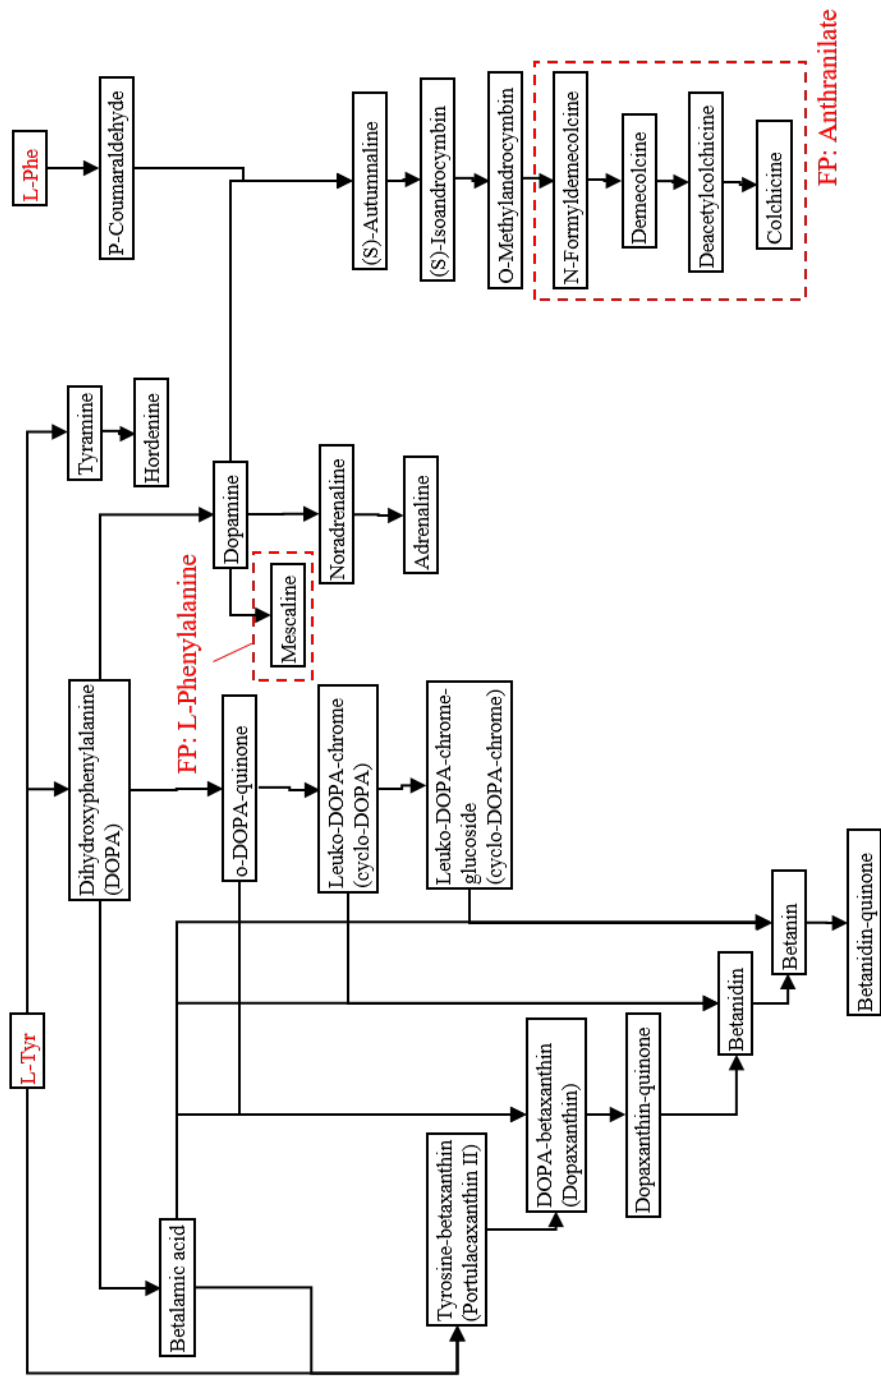 L-Tyr
L-Phe
Betalamic acid
Dihydroxyphenylalanine
(DOPA)
Tyramine
Hordenine
P-Coumaraldehyde
FP: L-Phenylalanine
o-DOPA-quinone
Dopamine
Mescaline
Leuko-DOPA-chrome
(cyclo-DOPA)
Noradrenaline
Adrenaline
(S)-Autumnaline
(S)-Isoandrocymbin
O-Methylandrocymbin
N-Formyldemecolcine
Demecolcine
Deacetylcolchicine
Colchicine
FP: Anthranilate
Tyrosine-betaxanthin
(Portulacaxanthin II)
Leuko-DOPA-chrome-
glucoside
(cyclo-DOPA-chrome)
DOPA-betaxanthin
(Dopaxanthin)
Dopaxanthin-quinone
Betanidin
Betanin
Betanidin-quinone